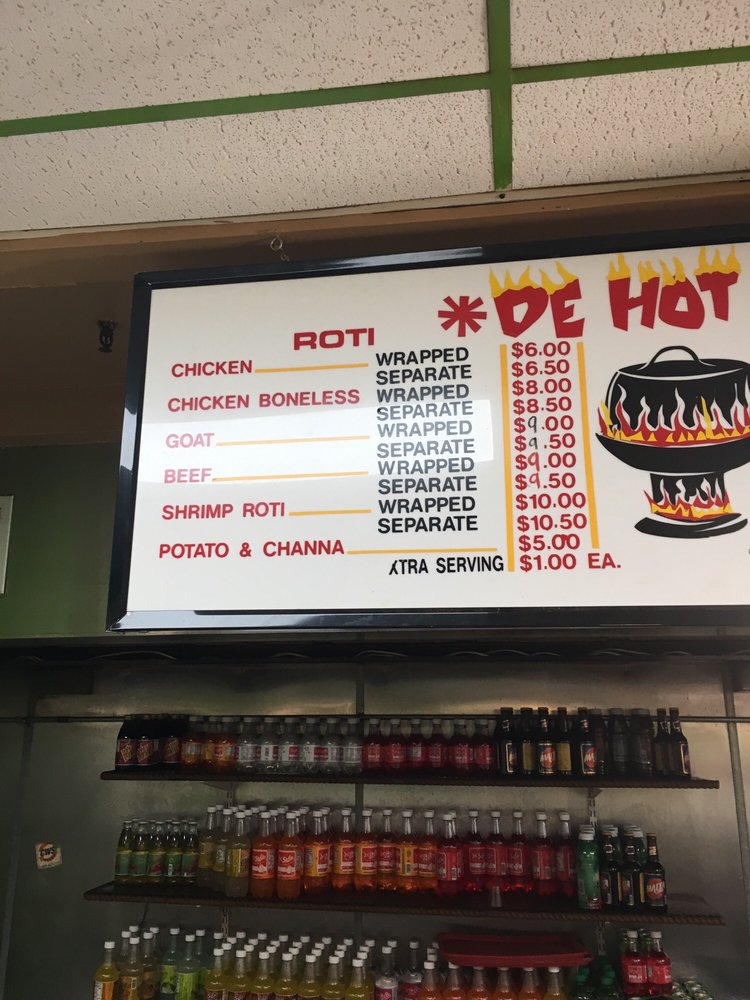 *DE HOT
ROTI
CHICKEN WRAPPED $6.00
SEPARATE $6.50
CHICKEN BONELESS WRAPPED $8.00
SEPARATE $8.50
GOAT WRAPPED $9.00
SEPARATE $9.50
BEEF WRAPPED $9.00
SEPARATE $9.50
SHRIMP ROTI WRAPPED $10.00
SEPARATE $10.50
POTATO & CHANNA $5.00
XTRA SERVING $1.00 EA.